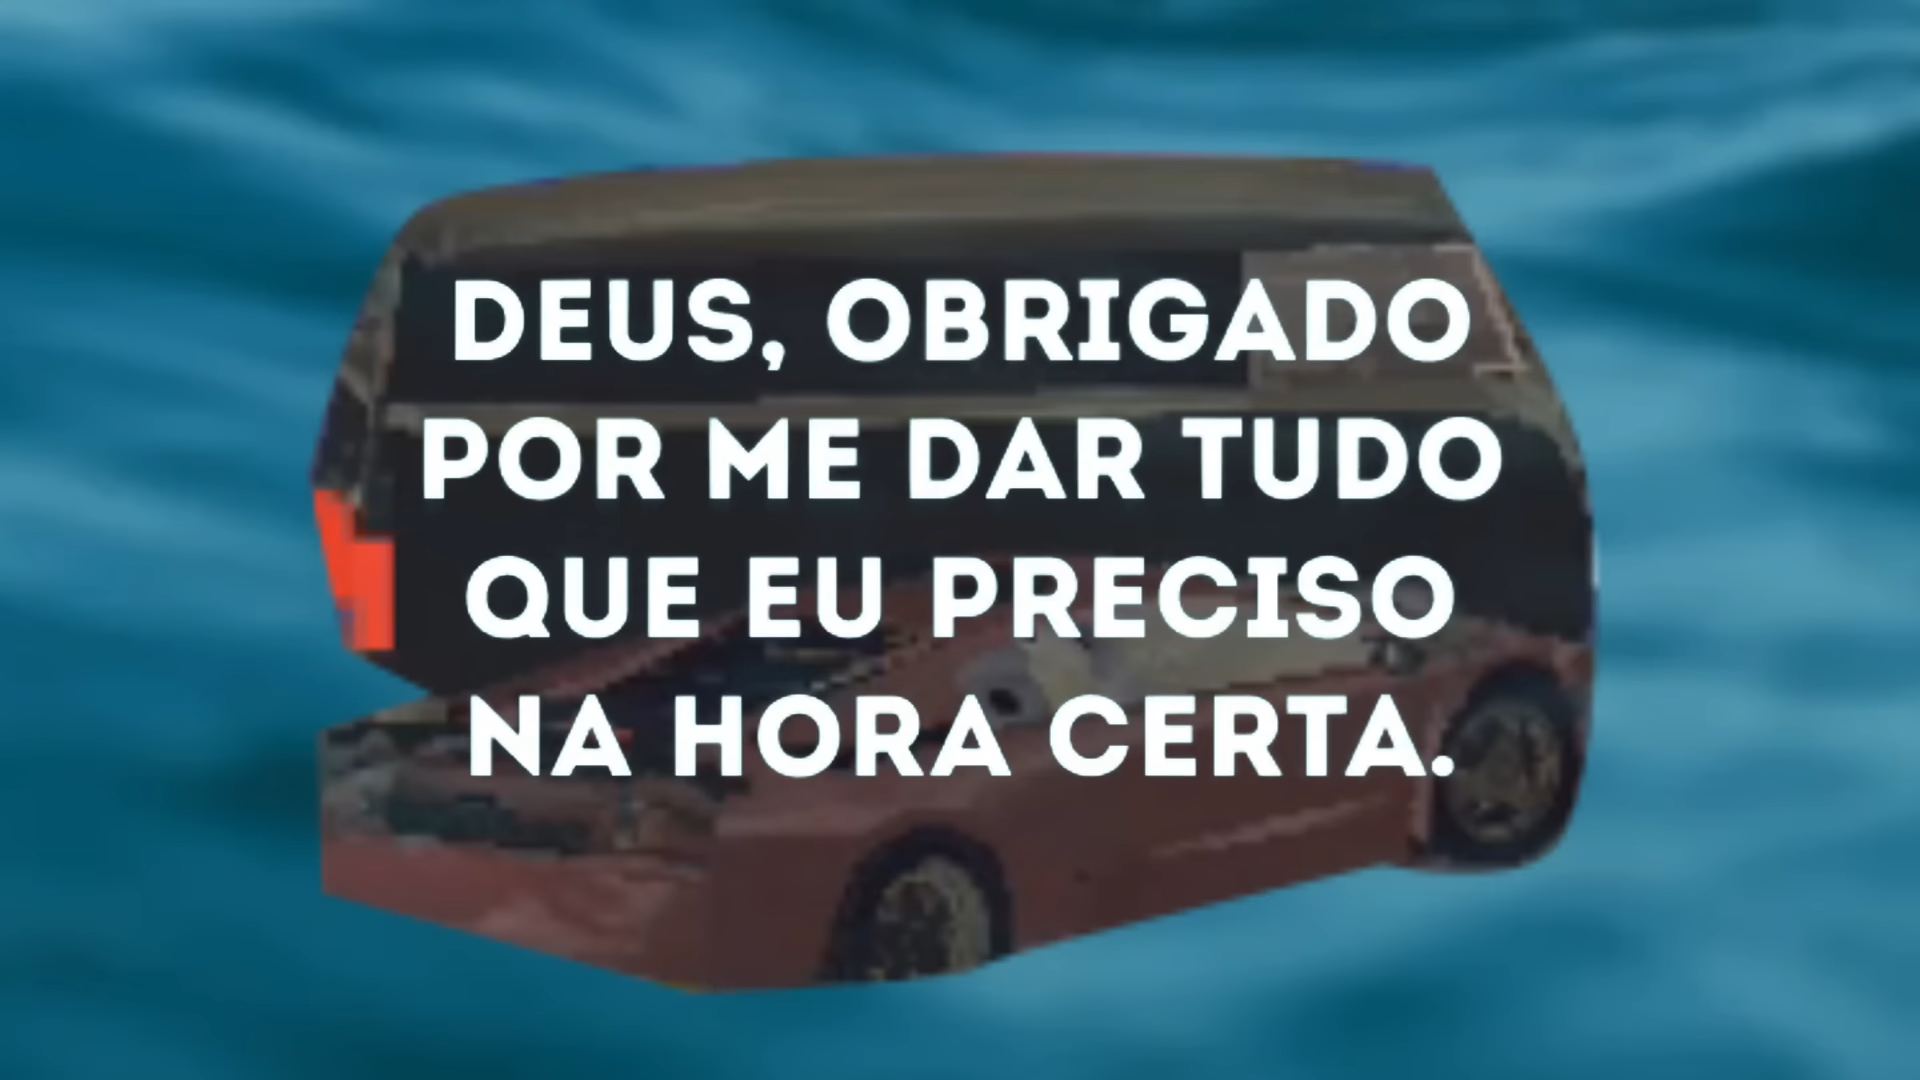 DEUS, OBRIGADO
POR ME DAR TUDO
QUE EU PRECISO
NA HORA CERTA.